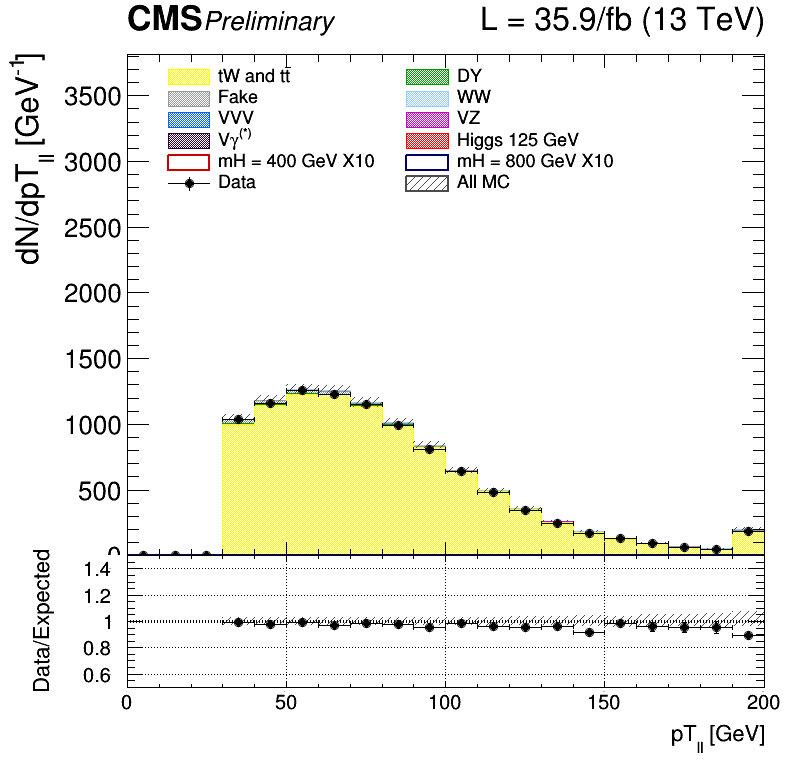 CMS Preliminary L = 35.9/fb (13 TeV)
dN/dpT_ll [GeV^-1]
tW and tt DY
Fake WW
VVV VZ
Vγ(*) Higgs 125 GeV
mH = 400 GeV X10 mH = 800 GeV X10
Data All MC
3500
3000
2500
2000
1500
1000
500
0
Data/Expected
1.4
1.2
1
0.8
0.6
0 50 100 150 200
pT_ll [GeV]